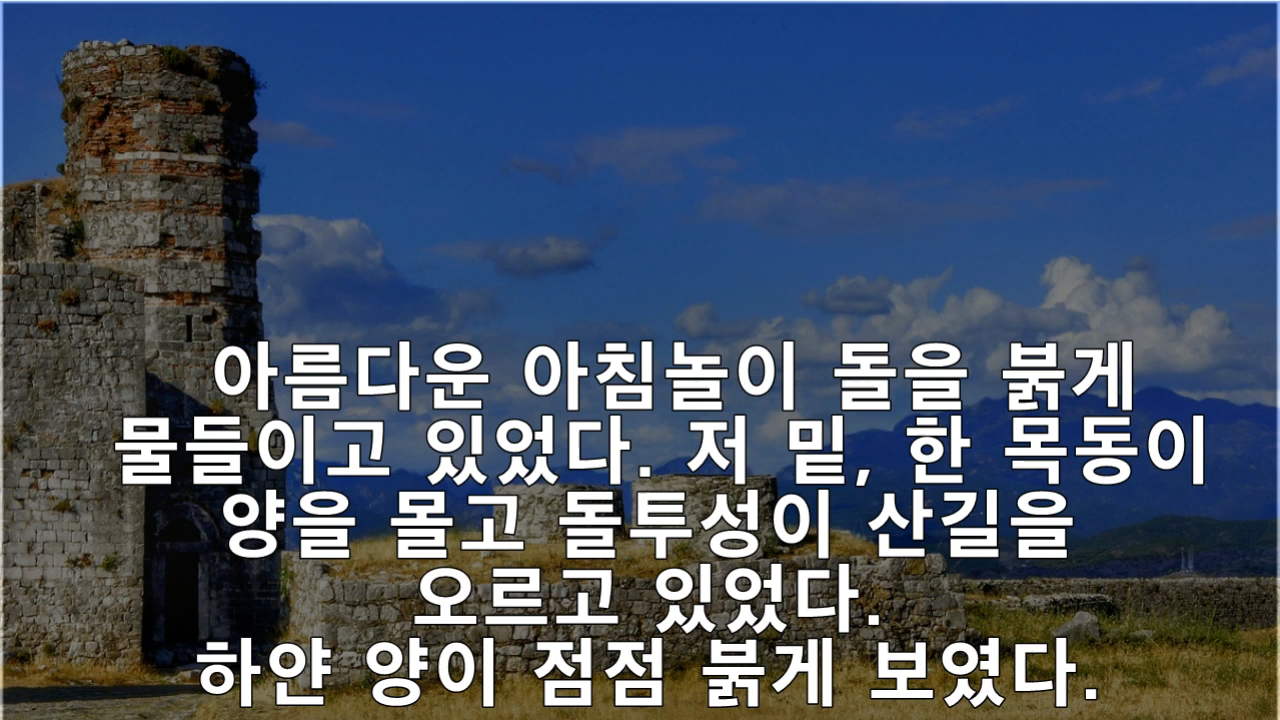 아름다운 아침놀이 돌을 붉게
물들이고 있었다. 저 밑, 한 목동이
양을 몰고 돌투성이 산길을
오르고 있었다.
하얀 양이 점점 붉게 보였다.